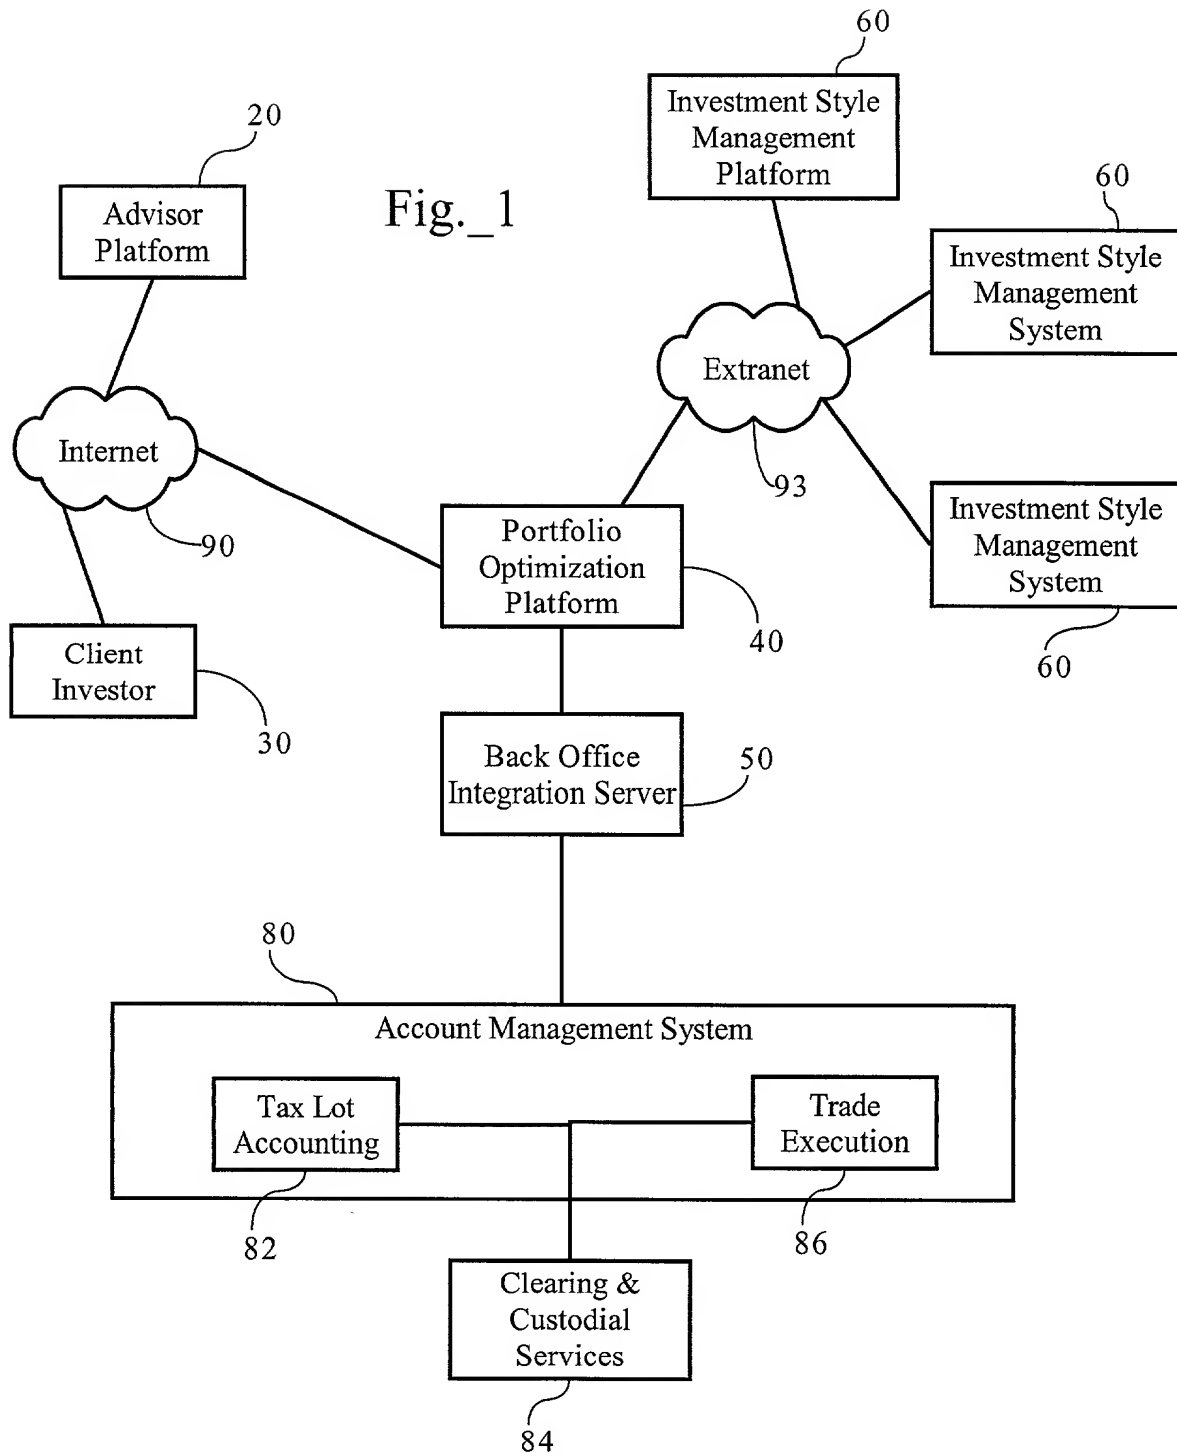 60
Investment Style
Management
Platform
20
Advisor
Platform
Fig._1
60
Investment Style
Management
System
Extranet
Internet
93
90
Investment Style
Management
System
60
Portfolio
Optimization
Platform
40
Client
Investor
30
Back Office
Integration Server
50
80
Account Management System
Tax Lot
Accounting
82
Trade
Execution
86
Clearing &
Custodial
Services
84